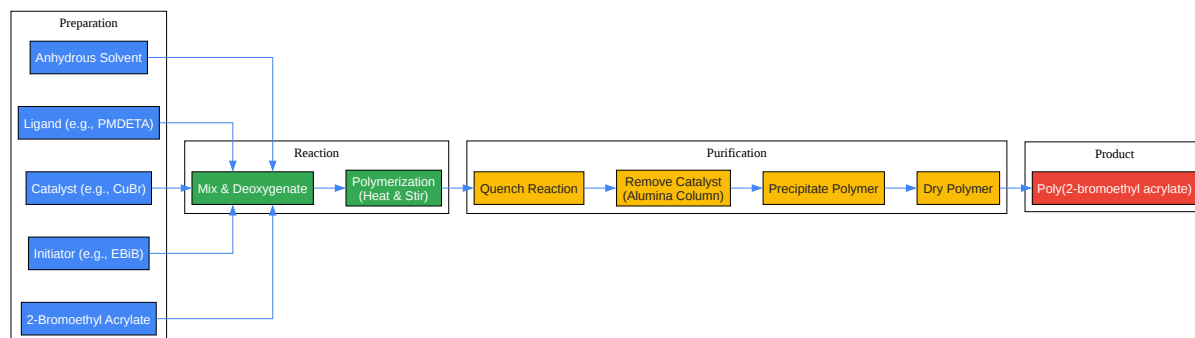 Preparation
Anhydrous Solvent
Ligand (e.g., PMDETA)
Catalyst (e.g., CuBr)
Initiator (e.g., EBiB)
2-Bromoethyl Acrylate
Reaction
Mix & Deoxygenate
Polymerization
(Heat & Stir)
Purification
Quench Reaction
Remove Catalyst
(Alumina Column)
Precipitate Polymer
Dry Polymer
Product
Poly(2-bromoethyl acrylate)